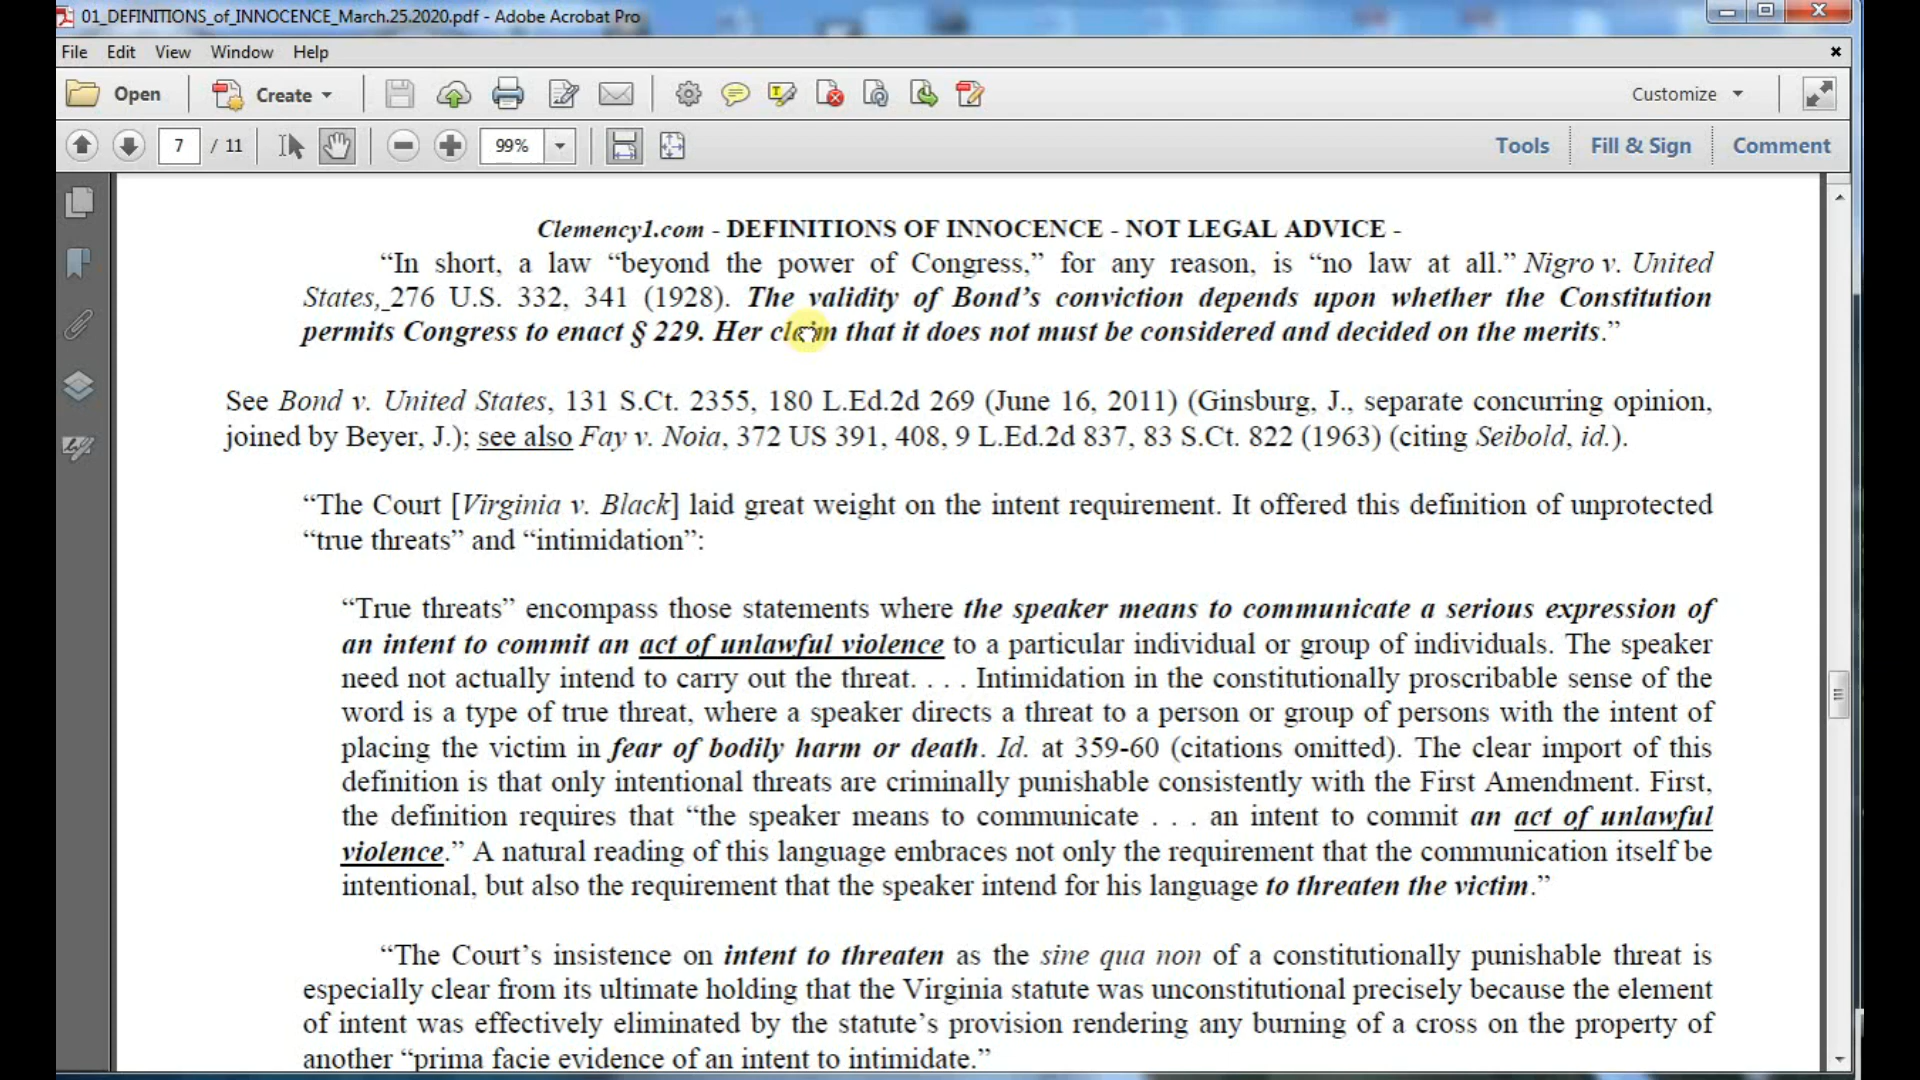 01_DEFINITIONS_of_INNOCENCE_March.25.2020.pdf - Adobe Acrobat Pro
File Edit View Window Help
Open Create Customize
7 / 11 99% Tools Fill & Sign Comment
Clemency1.com - DEFINITIONS OF INNOCENCE - NOT LEGAL ADVICE -
“In short, a law “beyond the power of Congress,” for any reason, is “no law at all.” Nigro v. United
States, 276 U.S. 332, 341 (1928). The validity of Bond’s conviction depends upon whether the Constitution
permits Congress to enact § 229. Her claim that it does not must be considered and decided on the merits.”
See Bond v. United States, 131 S.Ct. 2355, 180 L.Ed.2d 269 (June 16, 2011) (Ginsburg, J., separate concurring opinion,
joined by Beyer, J.); see also Fay v. Noia, 372 US 391, 408, 9 L.Ed.2d 837, 83 S.Ct. 822 (1963) (citing Seibold, id.).
“The Court [Virginia v. Black] laid great weight on the intent requirement. It offered this definition of unprotected
“true threats” and “intimidation”:
“True threats” encompass those statements where the speaker means to communicate a serious expression of
an intent to commit an act of unlawful violence to a particular individual or group of individuals. The speaker
need not actually intend to carry out the threat. . . . Intimidation in the constitutionally proscribable sense of the
word is a type of true threat, where a speaker directs a threat to a person or group of persons with the intent of
placing the victim in fear of bodily harm or death. Id. at 359-60 (citations omitted). The clear import of this
definition is that only intentional threats are criminally punishable consistently with the First Amendment. First,
the definition requires that “the speaker means to communicate . . . an intent to commit an act of unlawful
violence.” A natural reading of this language embraces not only the requirement that the communication itself be
intentional, but also the requirement that the speaker intend for his language to threaten the victim.”
“The Court’s insistence on intent to threaten as the sine qua non of a constitutionally punishable threat is
especially clear from its ultimate holding that the Virginia statute was unconstitutional precisely because the element
of intent was effectively eliminated by the statute’s provision rendering any burning of a cross on the property of
another “prima facie evidence of an intent to intimidate.”